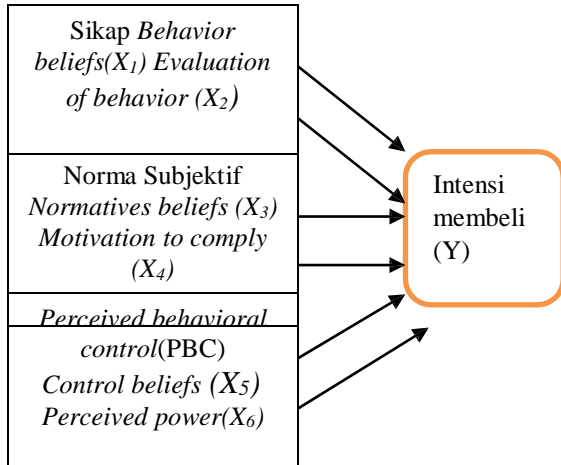 Sikap Behavior
beliefs(X₁) Evaluation
of behavior (X₂)
Norma Subjektif
Normatives beliefs (X₃)
Motivation to comply
(X₄)
Perceived behavioral
control(PBC)
Control beliefs (X₅)
Perceived power(X₆)
Intensi
membeli
(Y)